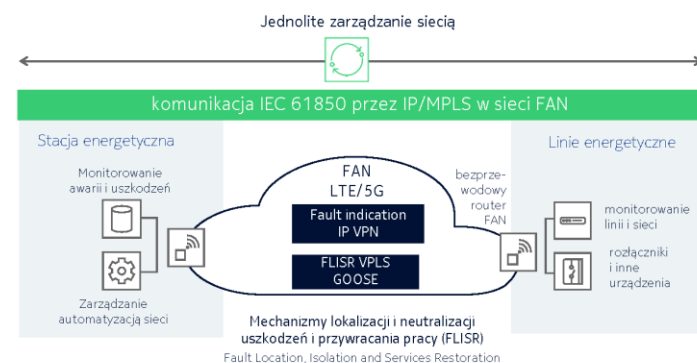 Jednolite zarządzanie siecią
komunikacja IEC 61850 przez IP/MPLS w sieci FAN
Stacja energetyczna
Monitorowanie
awarii i uszkodzeń
Zarządzanie
automatyzacją sieci
FAN
LTE/5G
Fault indication
IP VPN
FLISR VPLS
GOOSE
bezprze-
wodowy
router
FAN
Linie energetyczne
monitorowanie
linii i sieci
rozłączniki
i inne
urządzenia
Mechanizmy lokalizacji i neutralizacji
uszkodzeń i przywracania pracy (FLISR)
Fault Location, Isolation and Services Restoration